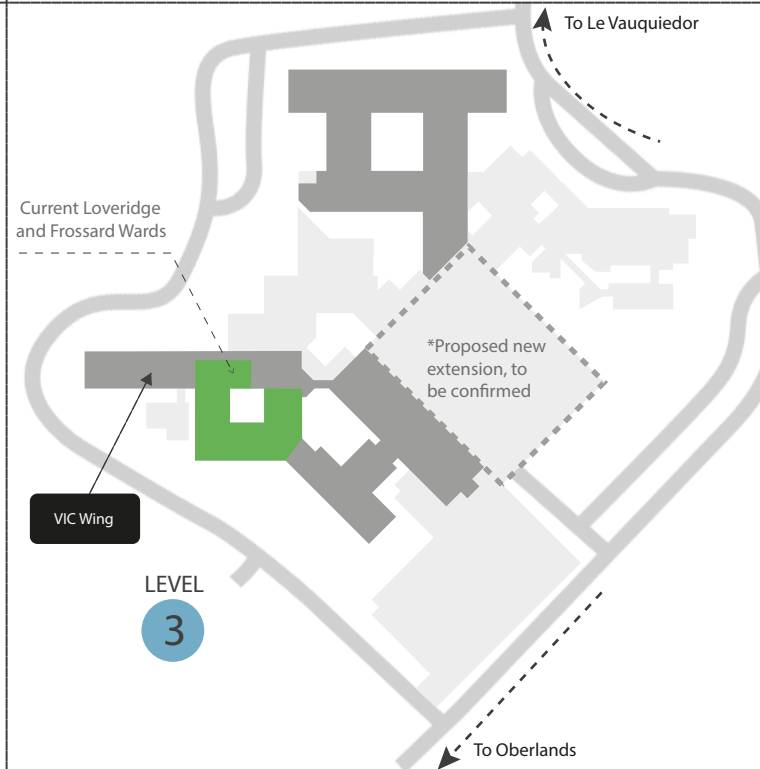 To Le Vauquiedor
Current Loveridge
and Frossard Wards
*Proposed new
extension, to
be confirmed
VIC Wing
LEVEL
3
To Oberlands